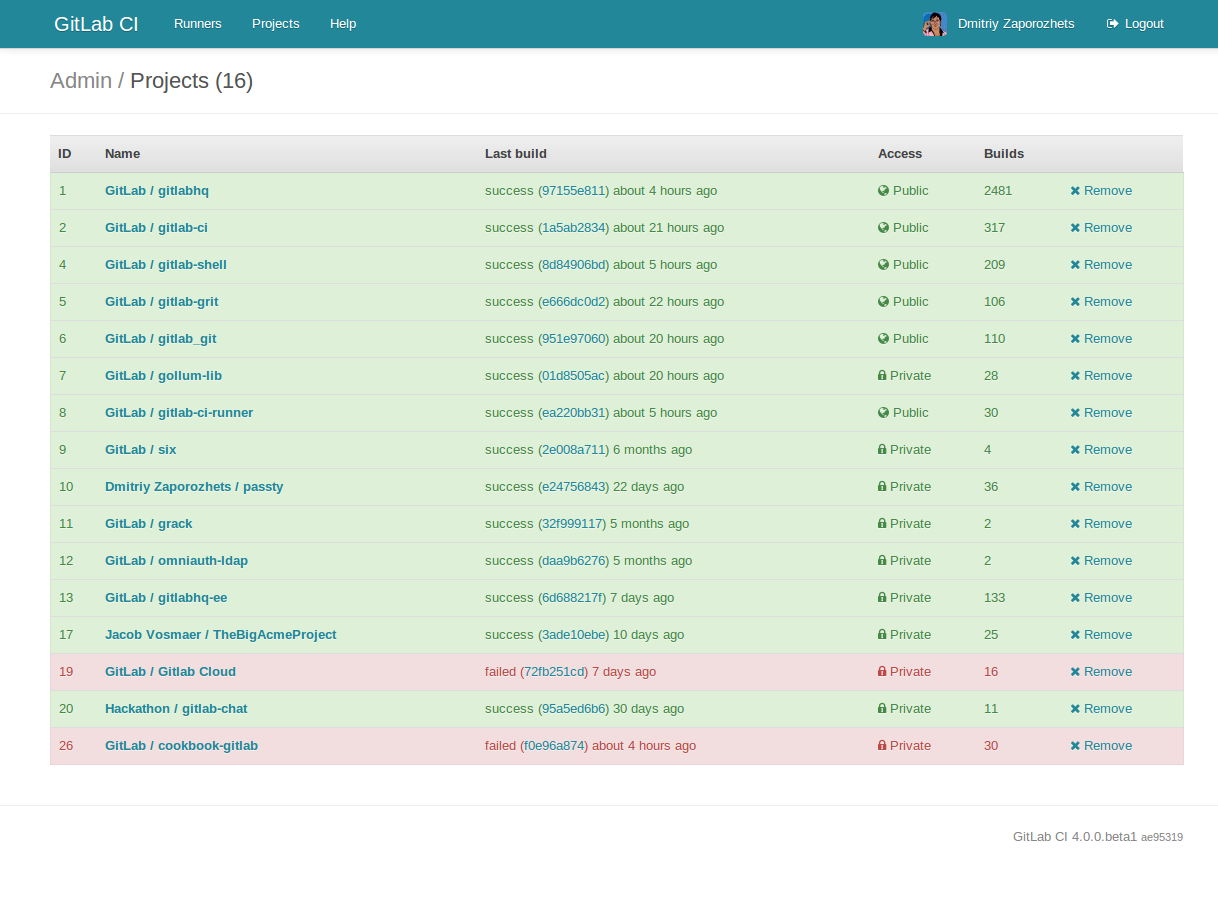 GitLab CI Runners Projects Help Dmitriy Zaporozhets Logout
Admin / Projects (16)
ID Name Last build Access Builds
1 GitLab / gitlabhq success (97155e811) about 4 hours ago Public 2481 Remove
2 GitLab / gitlab-ci success (1a5ab2834) about 21 hours ago Public 317 Remove
4 GitLab / gitlab-shell success (8d84906bd) about 5 hours ago Public 209 Remove
5 GitLab / gitlab-grit success (e666dc0d2) about 22 hours ago Public 106 Remove
6 GitLab / gitlab_git success (951e97060) about 20 hours ago Public 110 Remove
7 GitLab / gollum-lib success (01d8505ac) about 20 hours ago Private 28 Remove
8 GitLab / gitlab-ci-runner success (ea220bb31) about 5 hours ago Public 30 Remove
9 GitLab / six success (2e008a711) 6 months ago Private 4 Remove
10 Dmitriy Zaporozhets / passty success (e24756843) 22 days ago Private 36 Remove
11 GitLab / grack success (32f999117) 5 months ago Private 2 Remove
12 GitLab / omniauth-ldap success (daa9b6276) 5 months ago Private 2 Remove
13 GitLab / gitlabhq-ee success (6d688217f) 7 days ago Private 133 Remove
17 Jacob Vosmaer / TheBigAcmeProject success (3ade10ebe) 10 days ago Private 25 Remove
19 GitLab / Gitlab Cloud failed (72fb251cd) 7 days ago Private 16 Remove
20 Hackathon / gitlab-chat success (95a5ed6b6) 30 days ago Private 11 Remove
26 GitLab / cookbook-gitlab failed (f0e96a874) about 4 hours ago Private 30 Remove
GitLab CI 4.0.0.beta1 ae95319